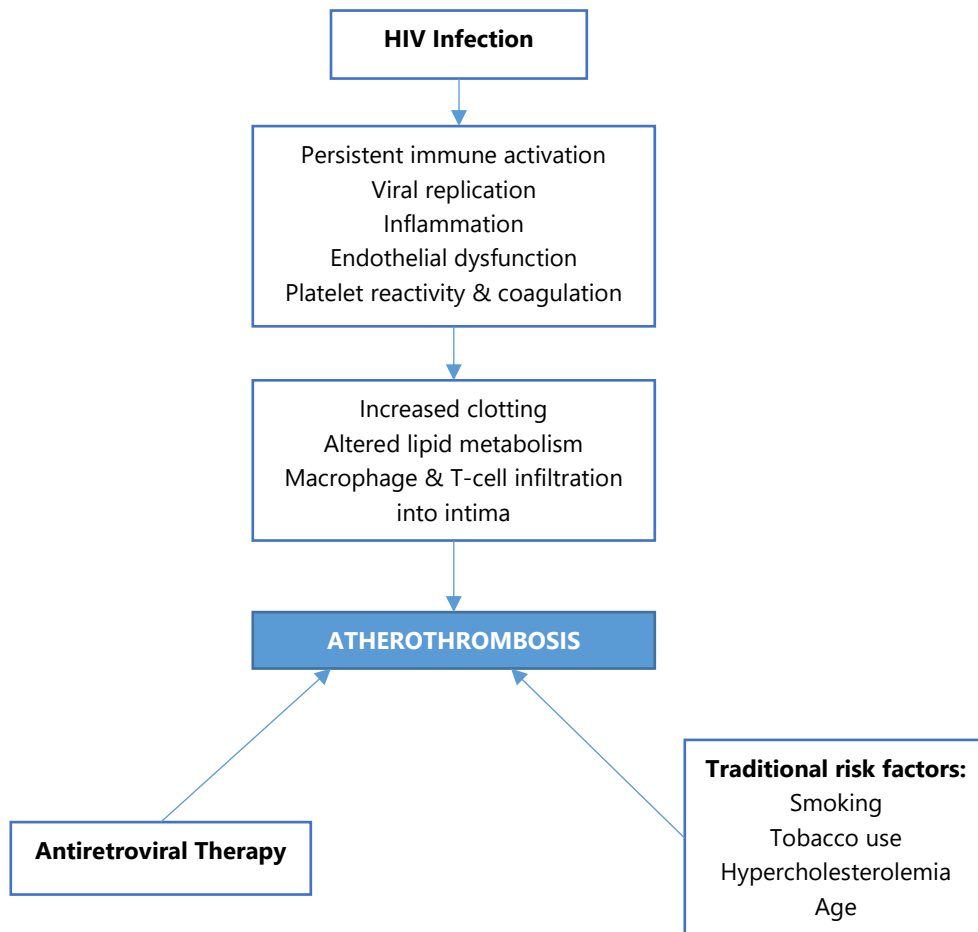 HIV Infection
Persistent immune activation
Viral replication
Inflammation
Endothelial dysfunction
Platelet reactivity & coagulation
Increased clotting
Altered lipid metabolism
Macrophage & T-cell infiltration
into intima
ATHEROTHROMBOSIS
Antiretroviral Therapy
Traditional risk factors:
Smoking
Tobacco use
Hypercholesterolemia
Age